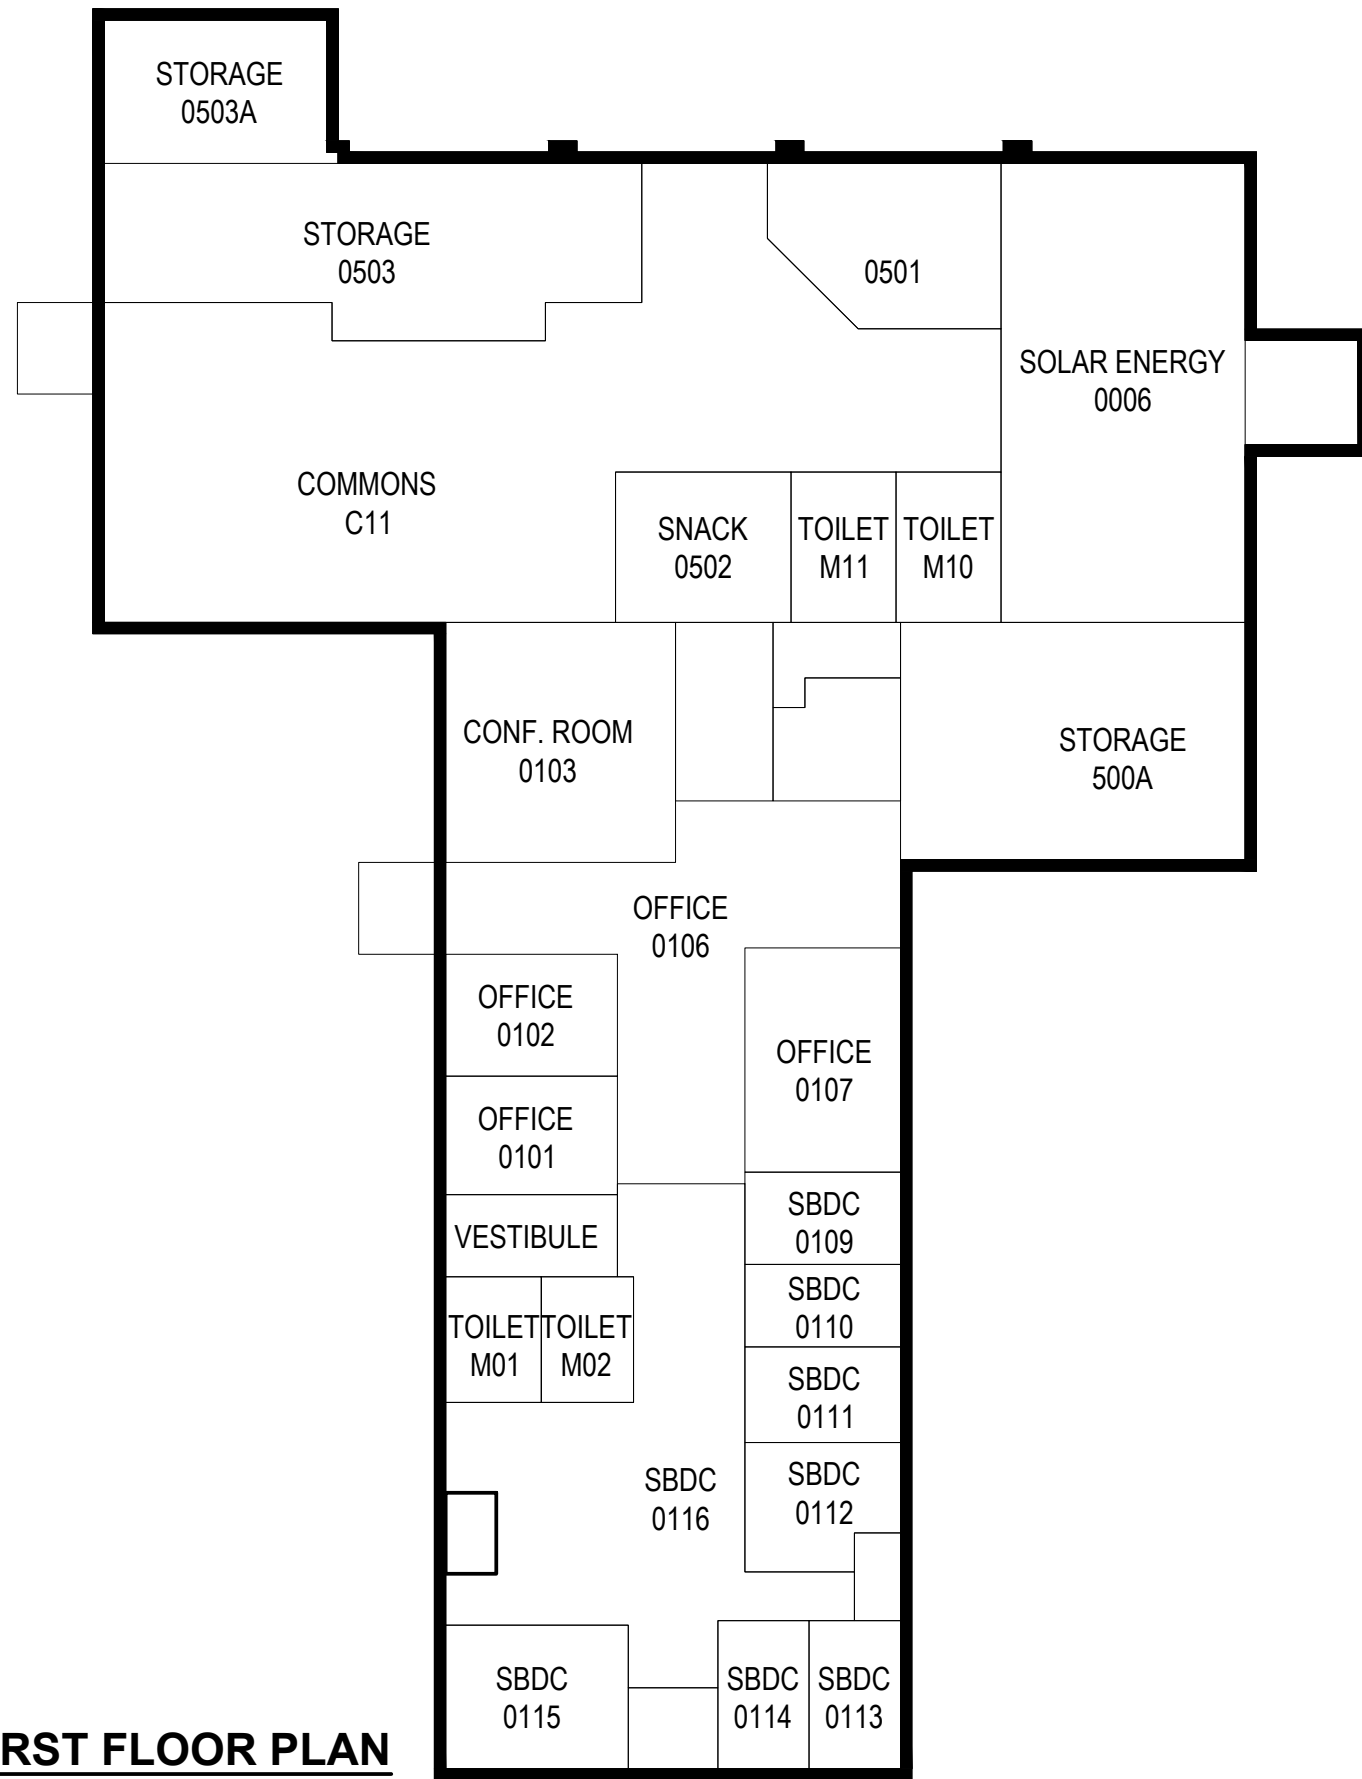 STORAGE
0503A
STORAGE
0503
0501
SOLAR ENERGY
0006
COMMONS
C11
SNACK
0502
TOILET
M11
TOILET
M10
CONF. ROOM
0103
STORAGE
500A
OFFICE
0106
OFFICE
0102
OFFICE
0107
OFFICE
0101
SBDC
0109
VESTIBULE
SBDC
0110
TOILET
M01
TOILET
M02
SBDC
0111
SBDC
0116
SBDC
0112
SBDC
0115
SBDC
0114
SBDC
0113
RST FLOOR PLAN